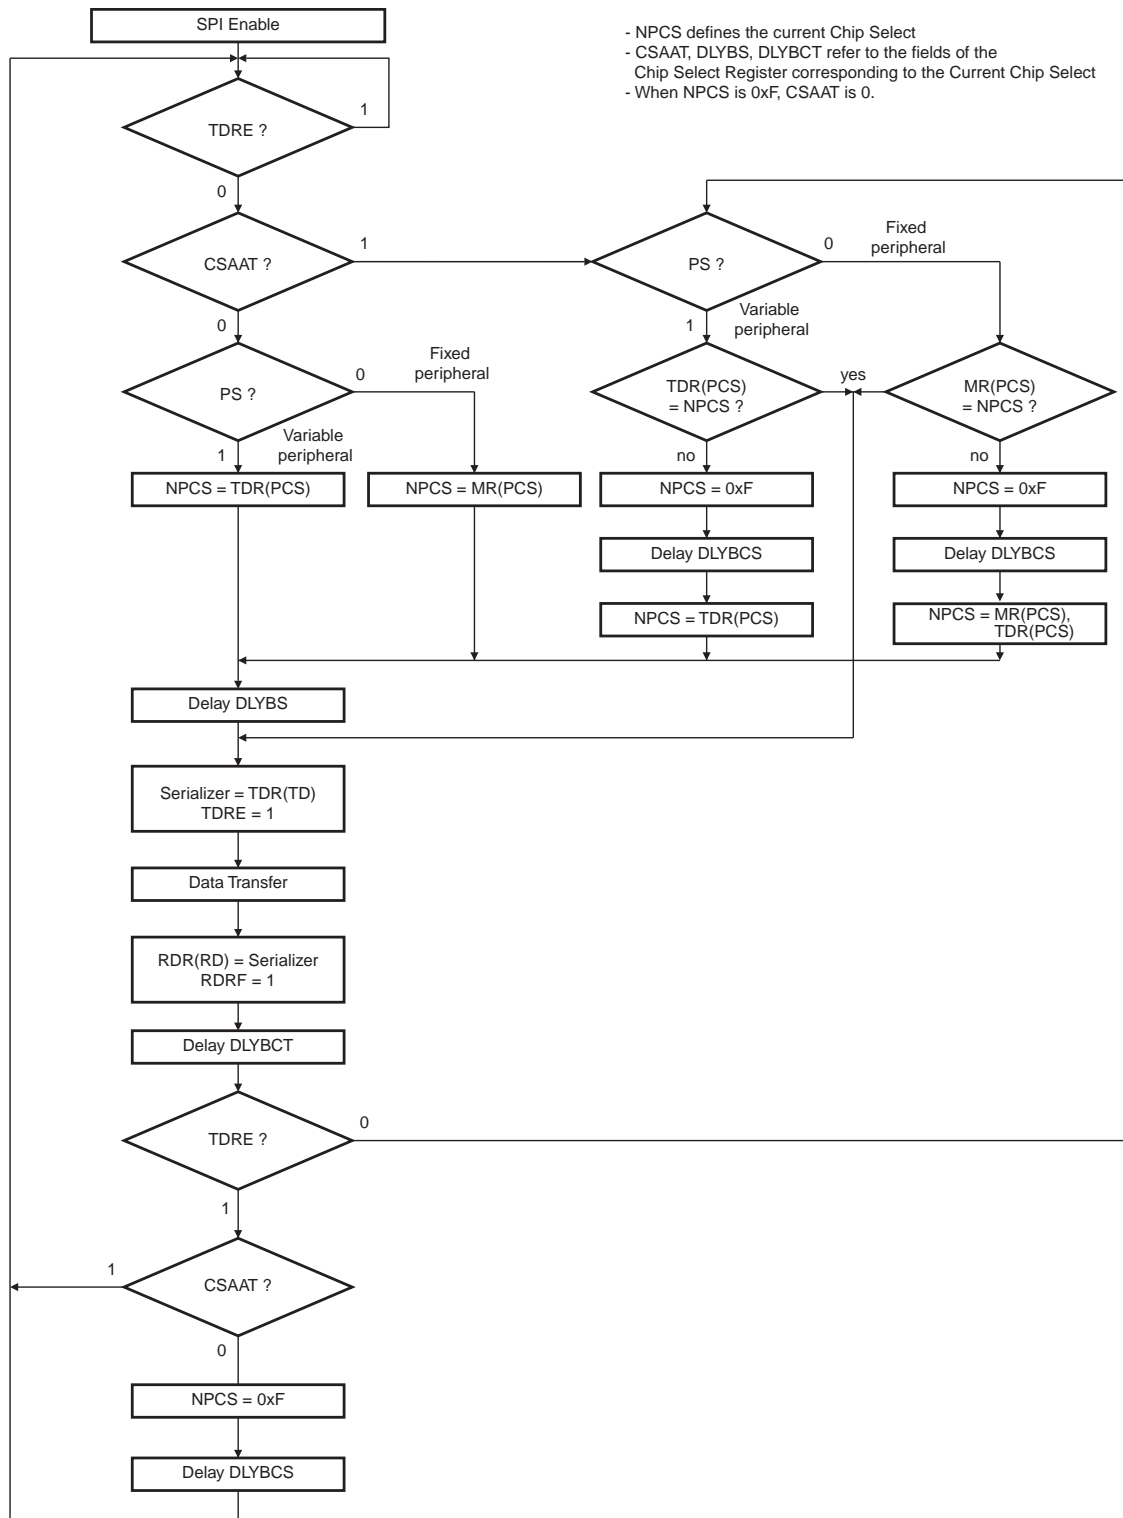 SPI Enable
- NPCS defines the current Chip Select
- CSAAT, DLYBS, DLYBCT refer to the fields of the
Chip Select Register corresponding to the Current Chip Select
- When NPCS is 0xF, CSAAT is 0.
TDRE ?
1
0
CSAAT ?
1
0
PS ?
0
Fixed
peripheral
1
Variable
peripheral
PS ?
0
Fixed
peripheral
1
Variable
peripheral
TDR(PCS)
= NPCS ?
yes
MR(PCS)
= NPCS ?
no
no
NPCS = TDR(PCS)
NPCS = MR(PCS)
NPCS = 0xF
NPCS = 0xF
Delay DLYBCS
Delay DLYBCS
NPCS = TDR(PCS)
NPCS = MR(PCS),
TDR(PCS)
Delay DLYBS
Serializer = TDR(TD)
TDRE = 1
Data Transfer
RDR(RD) = Serializer
RDRF = 1
Delay DLYBCT
TDRE ?
0
1
CSAAT ?
1
0
NPCS = 0xF
Delay DLYBCS